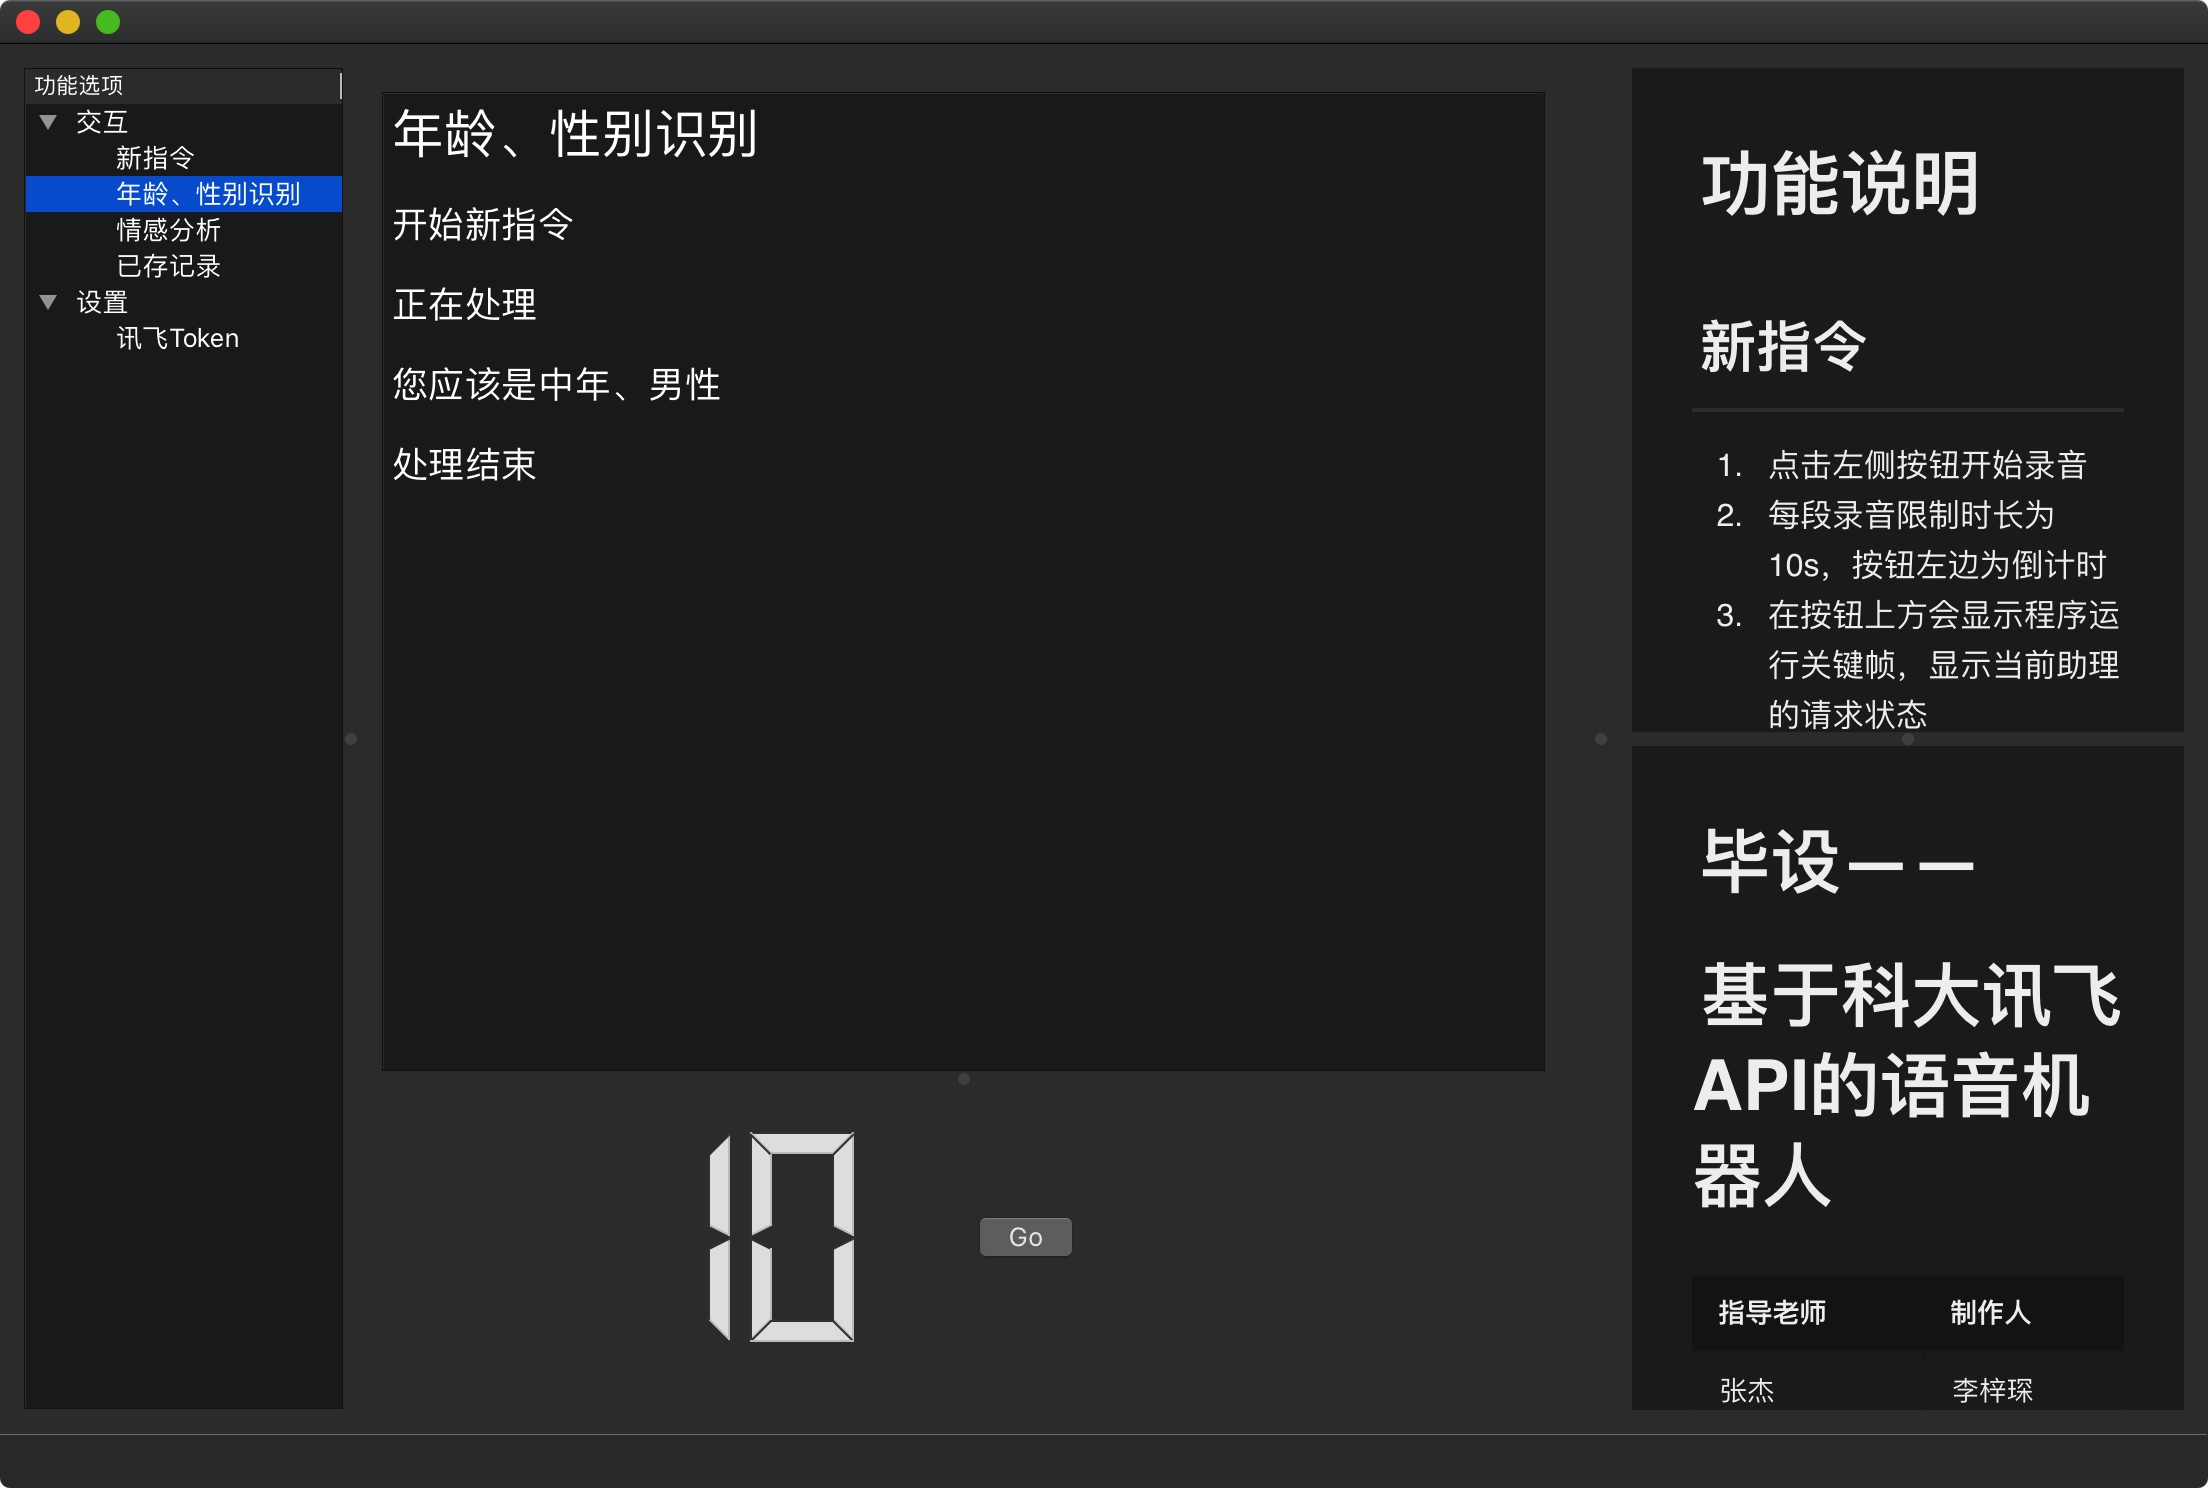 功能选项
交互
新指令
年龄、性别识别
情感分析
已存记录
设置
讯飞Token
年龄、性别识别
开始新指令
正在处理
您应该是中年、男性
处理结束
10
Go
功能说明
新指令
1. 点击左侧按钮开始录音
2. 每段录音限制时长为
10s，按钮左边为倒计时
3. 在按钮上方会显示程序运
行关键帧，显示当前助理
的请求状态
毕设——
基于科大讯飞
API的语音机
器人
指导老师 制作人
张杰 李梓琛